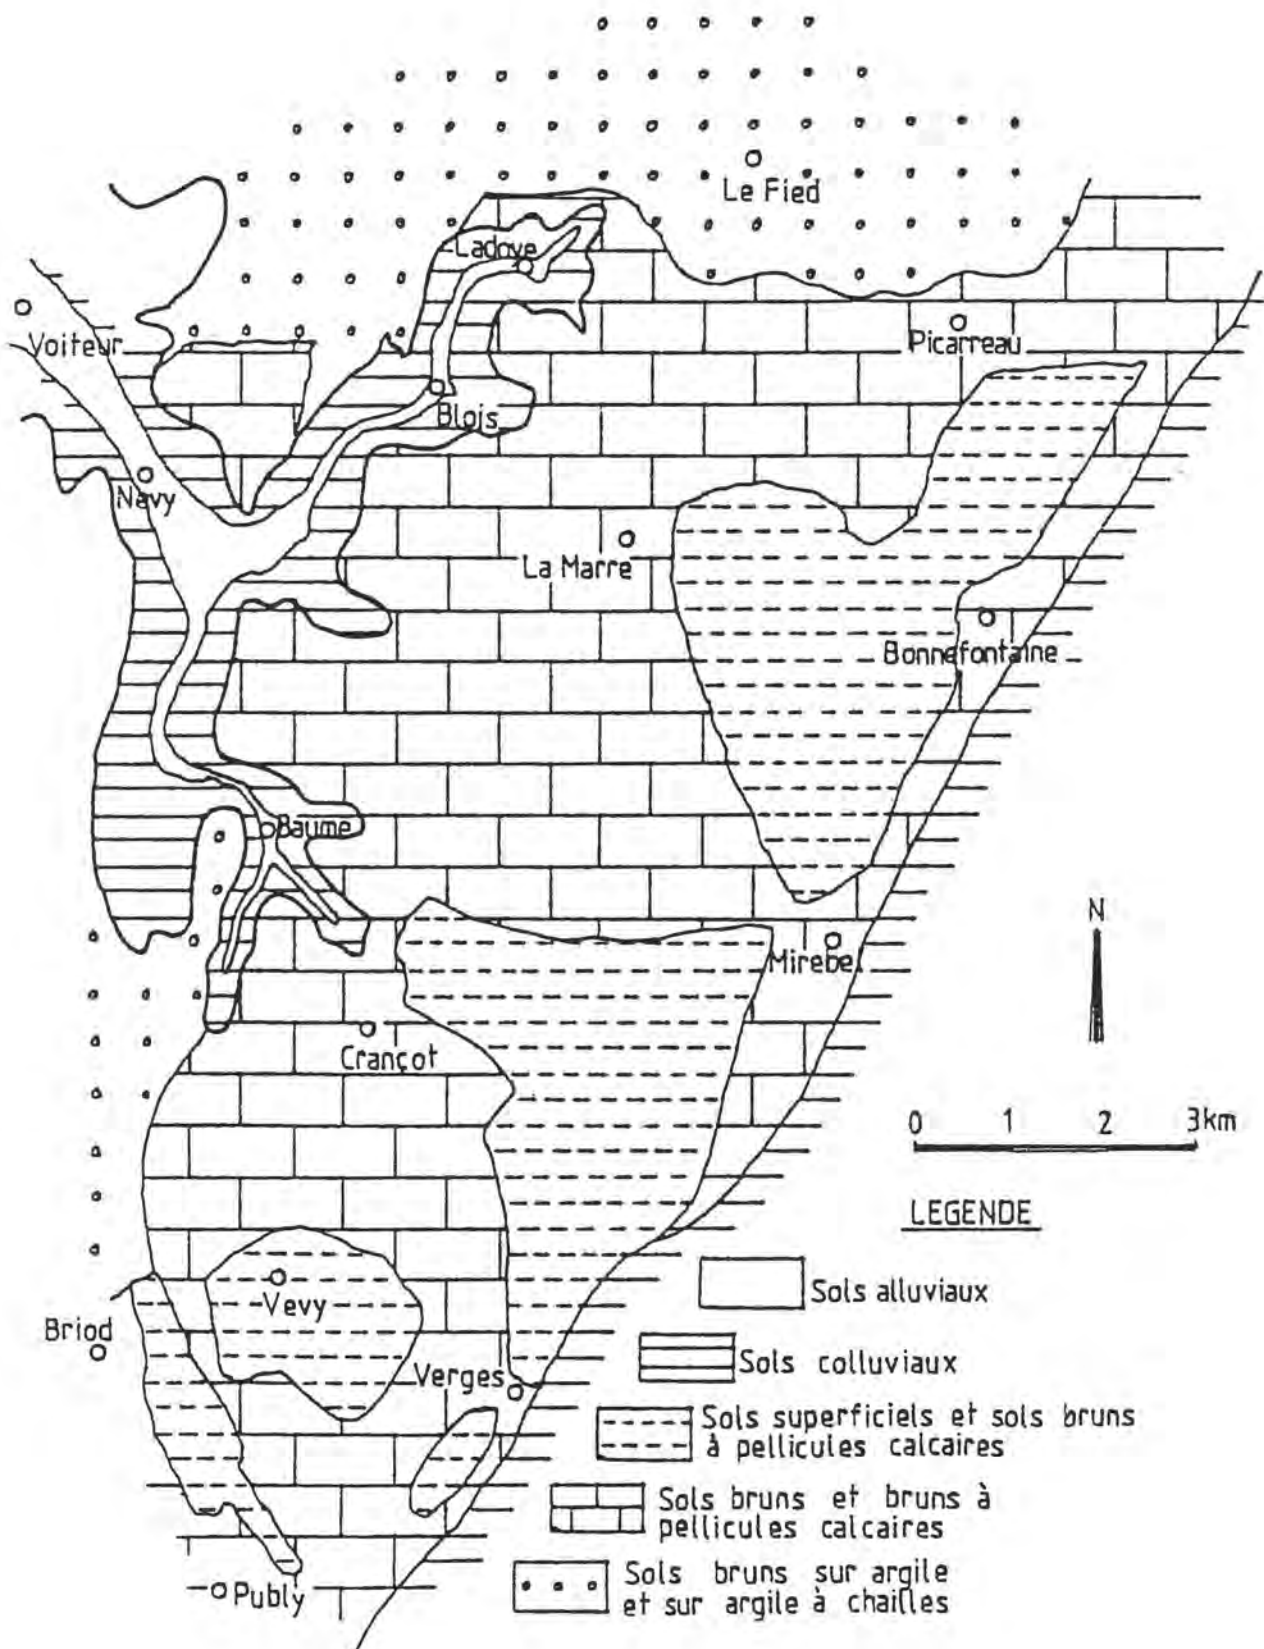 Le Fied
Ladoye
Voiteur
Picarreau
Blois
Nevy
La Marre
Bonnefontaine
Baume
N
Mirebe
Crançot
0 1 2 3km
LEGENDE
Sols alluviaux
Vevy
Briod
Sols colluviaux
Verges
Sols superficiels et sols bruns
à pellicules calcaires
Sols bruns et bruns à
pellicules calcaires
Sols bruns sur argile
et sur argile à chailles
Publy